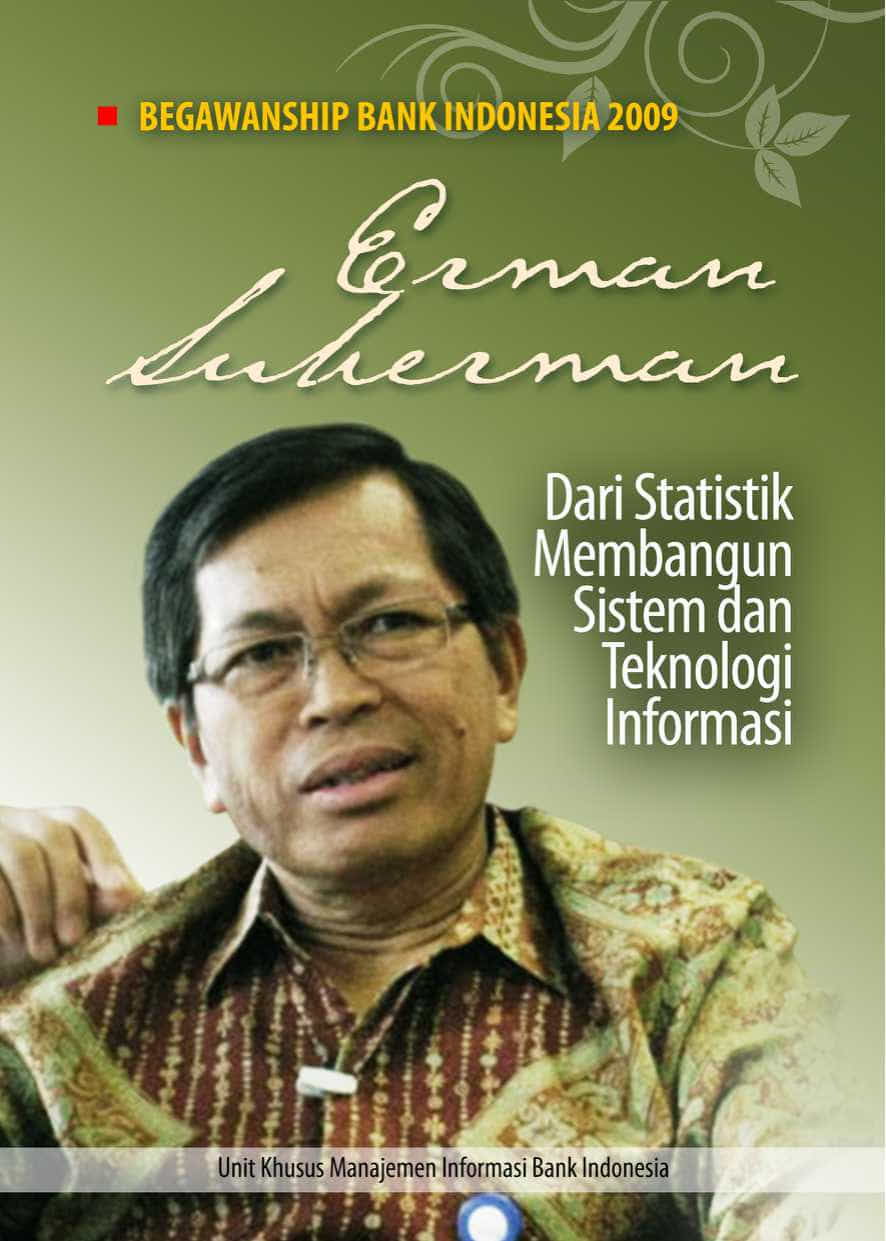 BEGAWANSHIP BANK INDONESIA 2009
Erman
Suherman
Dari Statistik
Membangun
Sistem dan
Teknologi
Informasi
Unit Khusus Manajemen Informasi Bank Indonesia